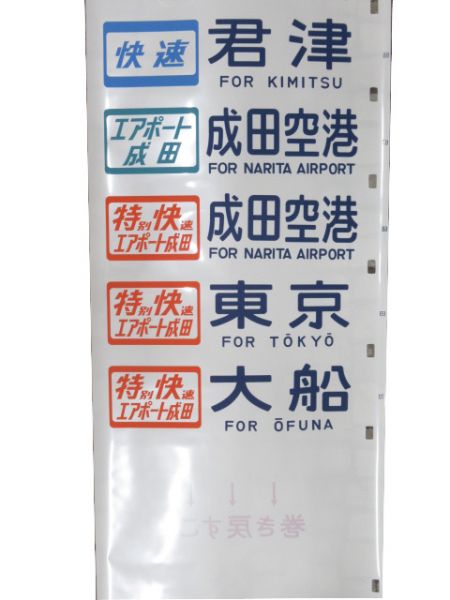 快速
君津
FOR KIMITSU
エアポート
成田
成田空港
FOR NARITA AIRPORT
特別快速
エアポート成田
成田空港
FOR NARITA AIRPORT
特別快速
エアポート成田
東京
FOR TŌKYŌ
特別快速
エアポート成田
大船
FOR ŌFUNA
↓ ↓ ↓
巻き戻すこ